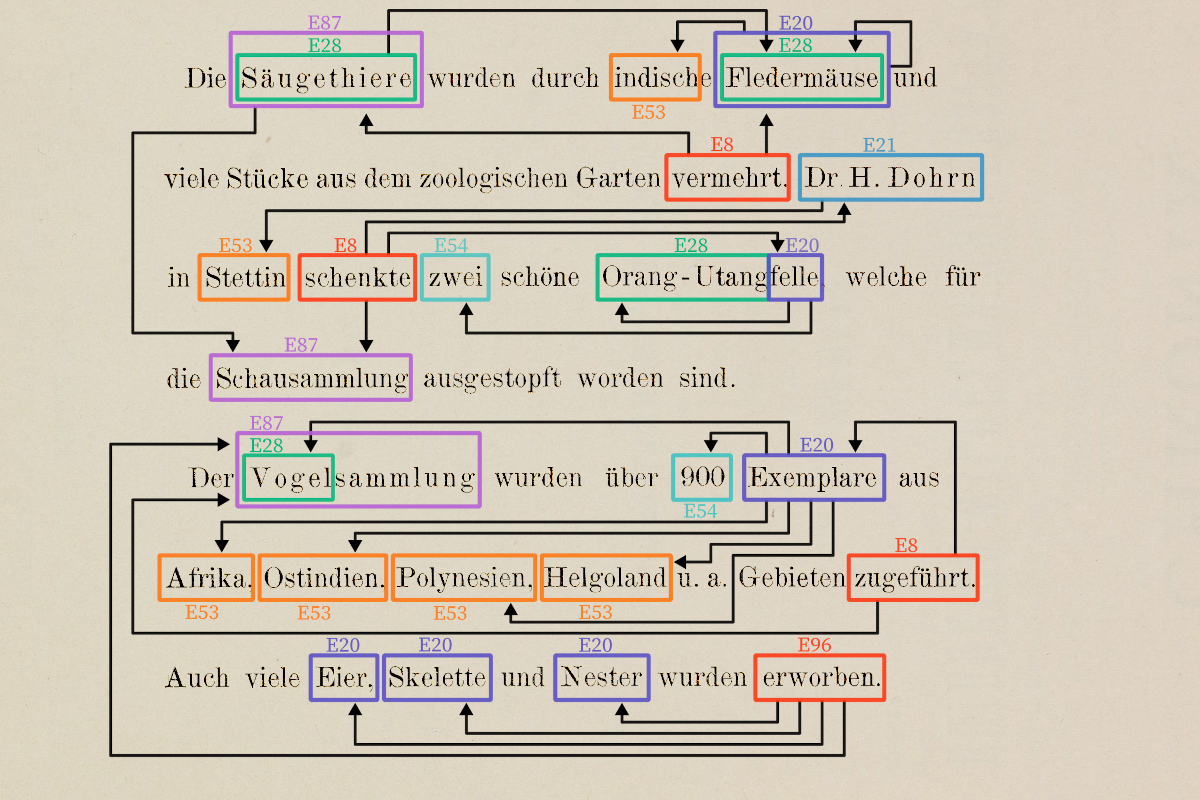 E87 E20
E28 E28
Die Säugethiere wurden durch indische Fledermäuse und
E53
E8 E21
viele Stücke aus dem zoologischen Garten vermehrt. Dr. H. Dohrn
E53 E8 E54 E28 E20
in Stettin schenkte zwei schöne Orang-Utangfelle, welche für
E87
die Schausammlung ausgestopft worden sind.
E87
E28 E20
Der Vogelsammlung wurden über 900 Exemplare aus
E54
E8
Afrika, Ostindien, Polynesien, Helgoland u. a. Gebieten zugeführt.
E53 E53 E53 E53
E20 E20 E20 E96
Auch viele Eier, Skelette und Nester wurden erworben.